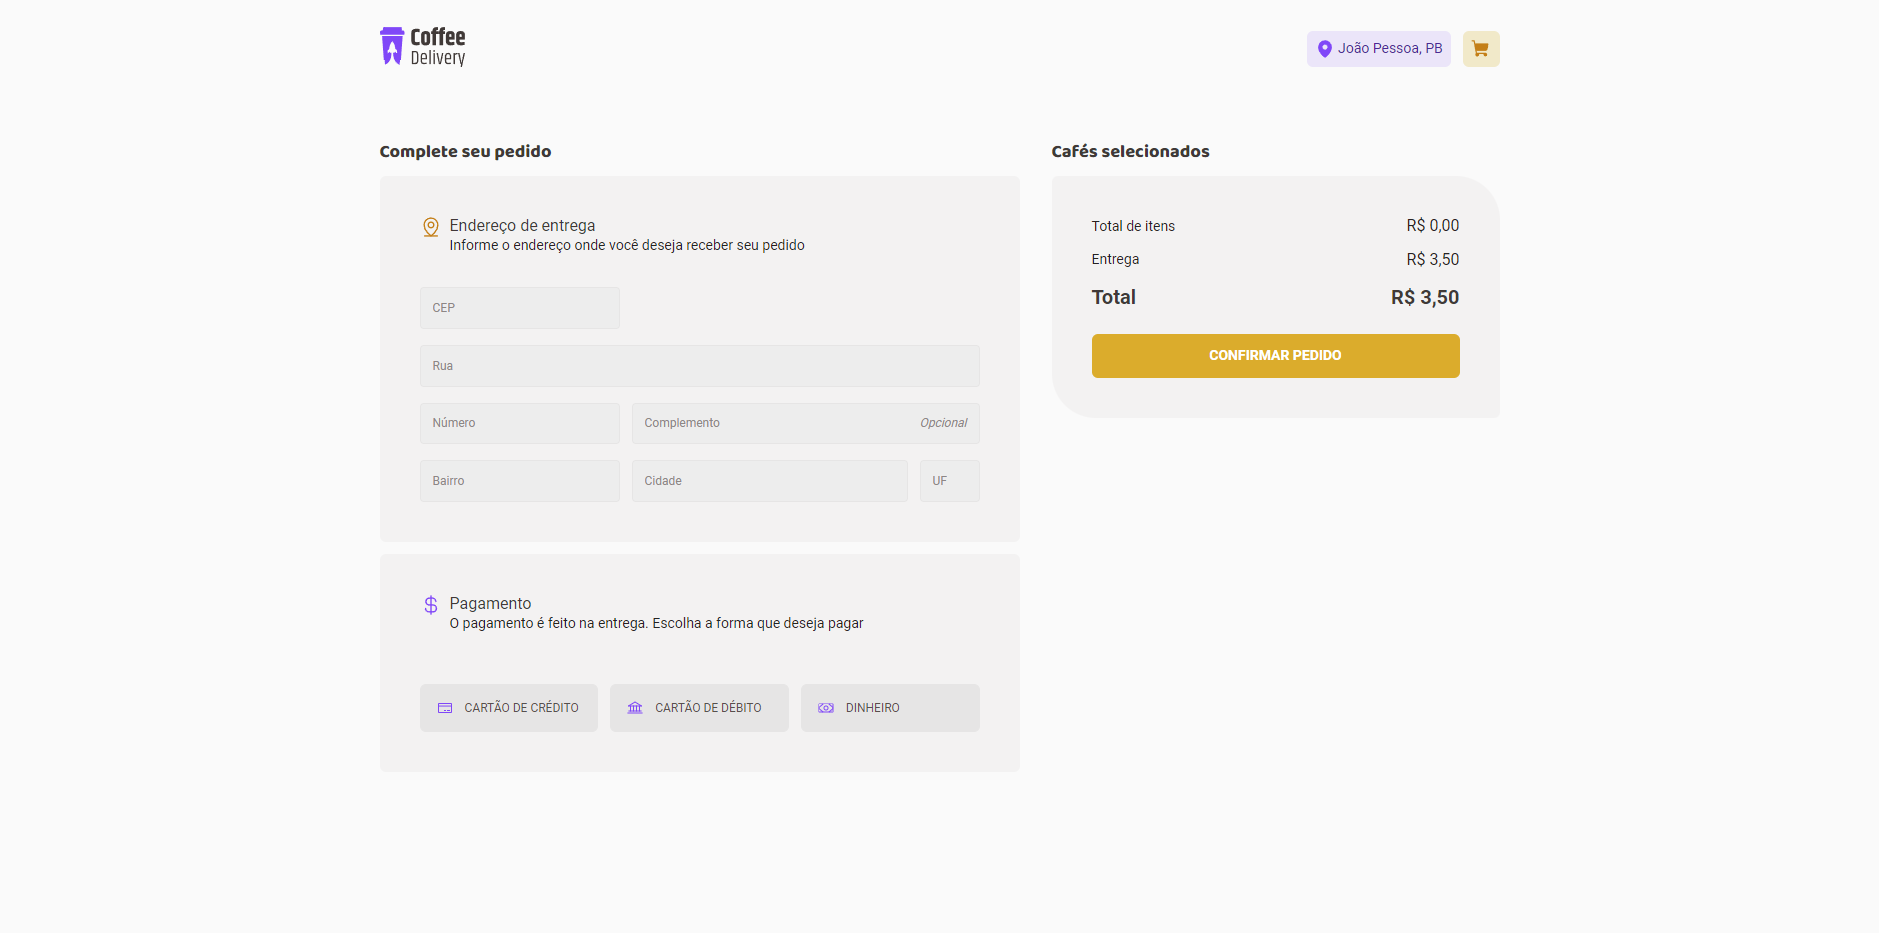 Coffee
Delivery
João Pessoa, PB
Complete seu pedido
Endereço de entrega
Informe o endereço onde você deseja receber seu pedido
CEP
Rua
Número
Complemento
Opcional
Bairro
Cidade
UF
Pagamento
O pagamento é feito na entrega. Escolha a forma que deseja pagar
CARTÃO DE CRÉDITO
CARTÃO DE DÉBITO
DINHEIRO
Cafés selecionados
Total de itens R$ 0,00
Entrega R$ 3,50
Total R$ 3,50
CONFIRMAR PEDIDO